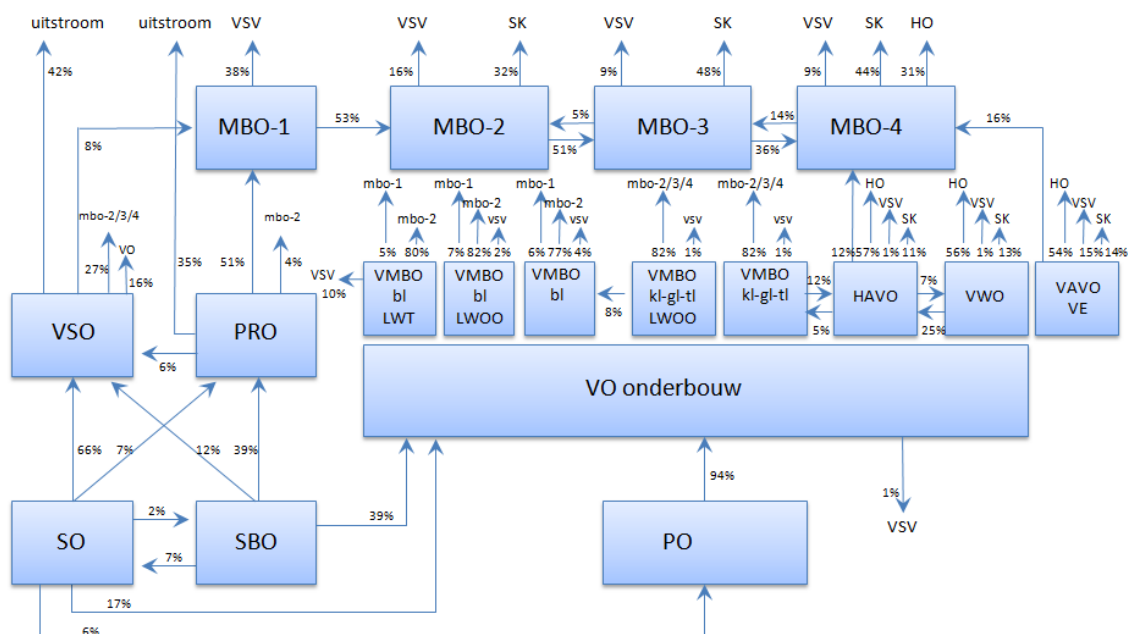 uitstroom uitstroom VSV VSV SK VSV SK VSV SK HO
42% 38% 16% 32% 9% 48% 9% 44% 31%
MBO-1 53% MBO-2 5% 51% MBO-3 14% 36% MBO-4 16%
8%
mbo-1 mbo-1 mbo-1 mbo-2/3/4 mbo-2/3/4 HO HO HO
mbo-2/3/4 mbo-2 mbo-2 mbo-2 mbo-2 vsv vsv vsv vsv VSV SK VSV SK VSV SK
VO
27% 16% 35% 51% 4% 5% 80% 7% 82% 2% 6% 77% 4% 82% 1% 82% 1% 12% 57% 1% 11% 56% 1% 13% 54% 15% 14%
VSV
10%
VSO
PRO
6%
VMBO
bl
LWT
VMBO
bl
LWOO
VMBO
bl
8%
VMBO
kl-gl-tl
LWOO
VMBO
kl-gl-tl
12%
5%
HAVO
7%
25%
VWO
VAVO
VE
VO onderbouw
66% 7% 12% 39%
94%
1%
VSV
SO
2%
7%
SBO
39%
PO
17%
6%